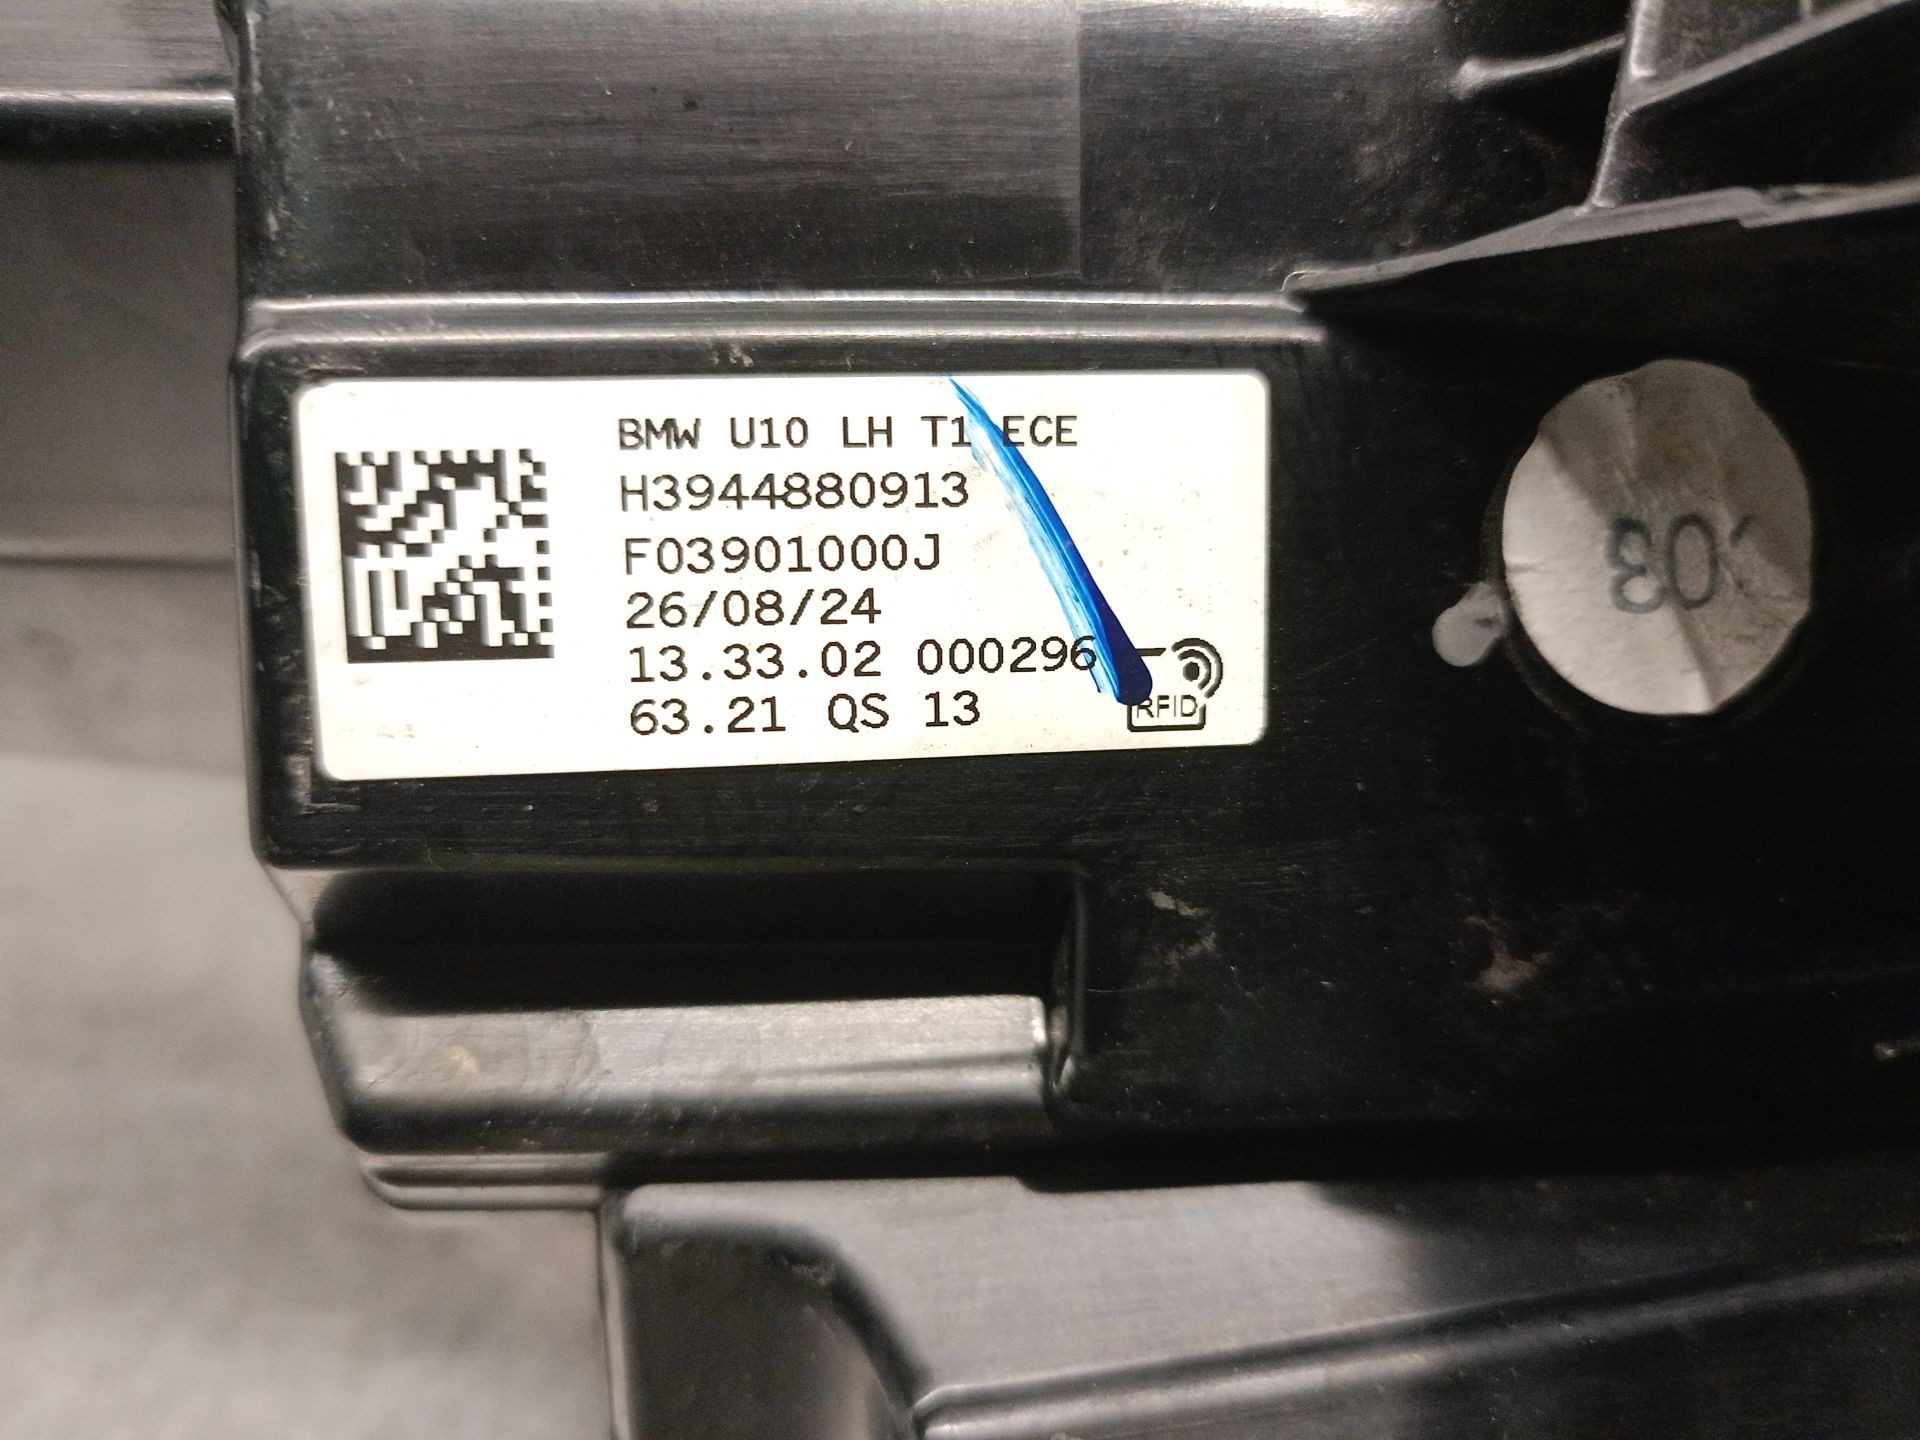 BMW U10 LH T1 ECE
H3944880913
F03901000J
26/08/24
13.33.02 000296
63.21 QS 13
RFID